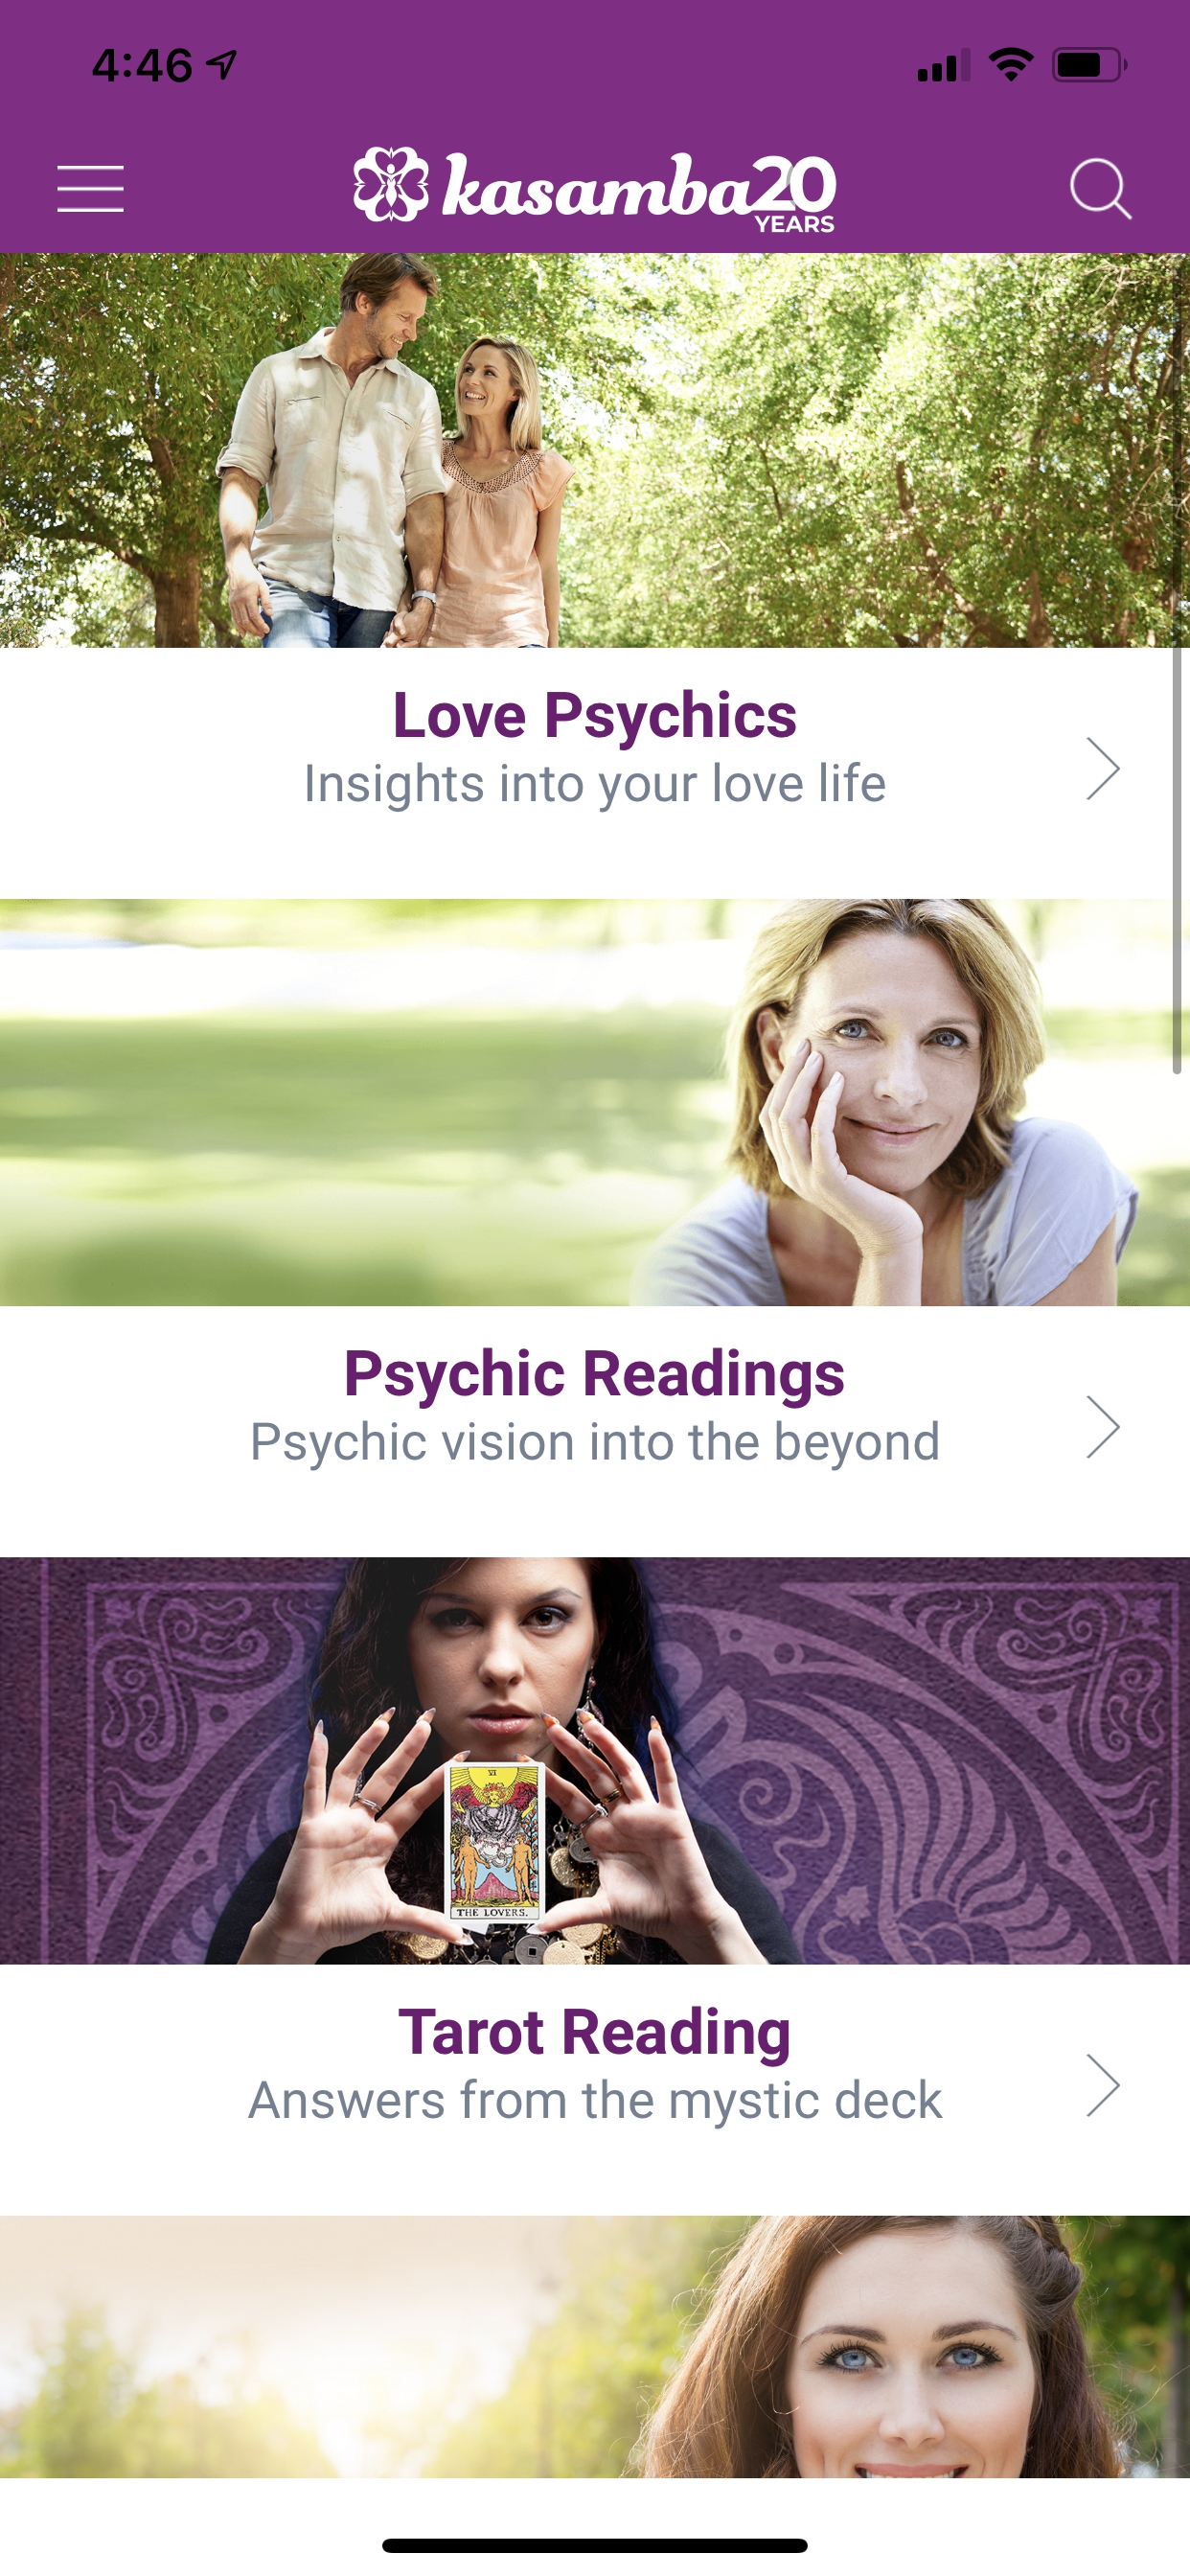 4:46
kasamba20
YEARS
Love Psychics
Insights into your love life
Psychic Readings
Psychic vision into the beyond
VI
THE LOVERS.
Tarot Reading
Answers from the mystic deck